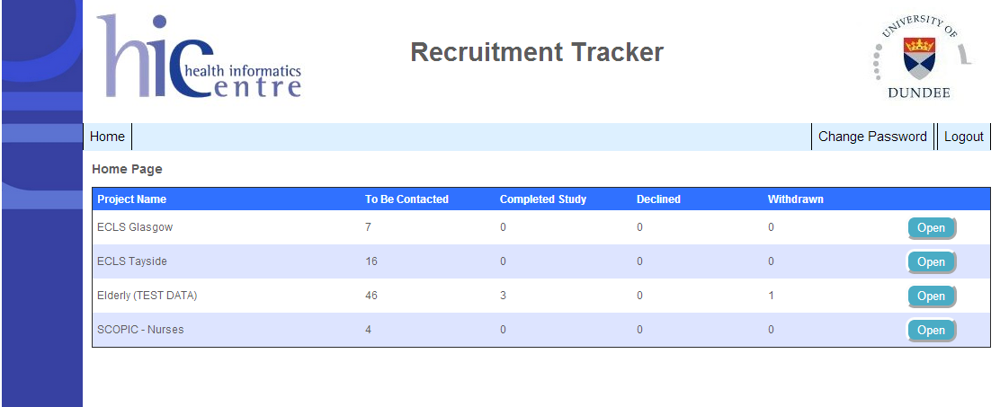 hic health informatics Centre
Recruitment Tracker
UNIVERSITY OF
DUNDEE
Home
Change Password
Logout
Home Page
Project Name To Be Contacted Completed Study Declined Withdrawn
ECLS Glasgow 7 0 0 0 Open
ECLS Tayside 16 0 0 0 Open
Elderly (TEST DATA) 46 3 0 1 Open
SCOPIC - Nurses 4 0 0 0 Open